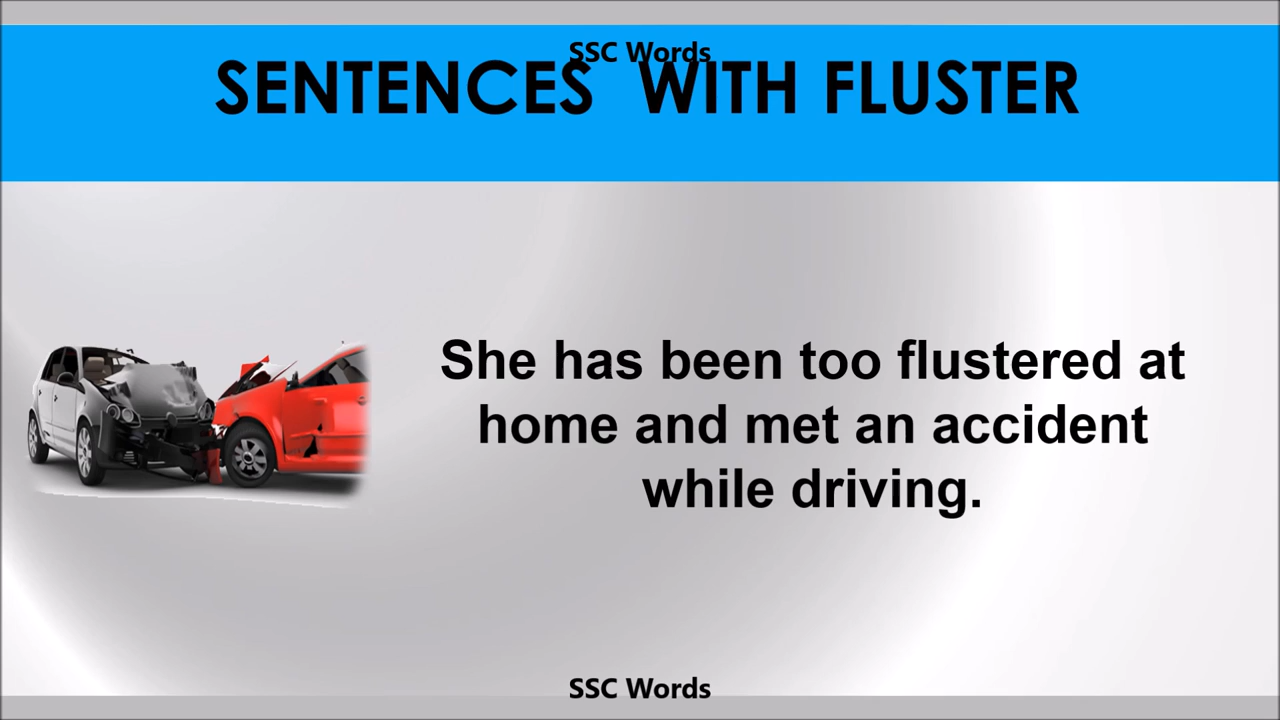 SSC Words
SENTENCES WITH FLUSTER
She has been too flustered at
home and met an accident
while driving.
SSC Words